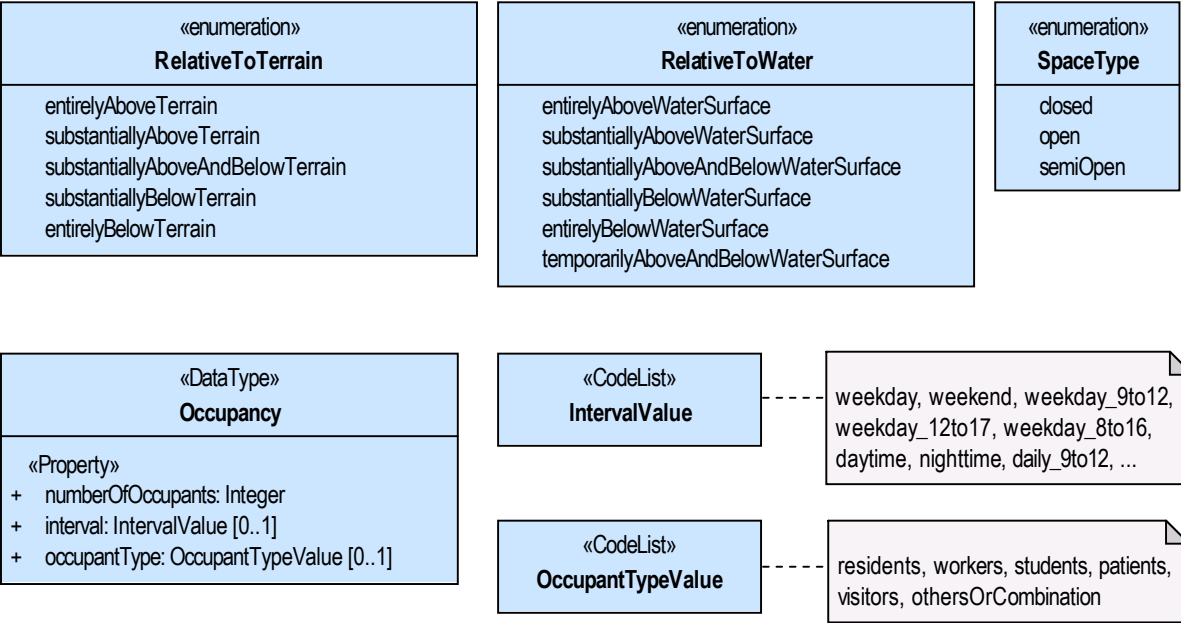 «enumeration»
RelativeToTerrain
entirelyAboveTerrain
substantiallyAboveTerrain
substantiallyAboveAndBelowTerrain
substantiallyBelowTerrain
entirelyBelowTerrain
«enumeration»
RelativeToWater
entirelyAboveWaterSurface
substantiallyAboveWaterSurface
substantiallyAboveAndBelowWaterSurface
substantiallyBelowWaterSurface
entirelyBelowWaterSurface
temporarilyAboveAndBelowWaterSurface
«enumeration»
SpaceType
closed
open
semiOpen
«DataType»
Occupancy
«Property»
+ numberOfOccupants: Integer
+ interval: IntervalValue [0..1]
+ occupantType: OccupantTypeValue [0..1]
«CodeList»
IntervalValue
weekday, weekend, weekday_9to12,
weekday_12to17, weekday_8to16,
daytime, nighttime, daily_9to12, ...
«CodeList»
OccupantTypeValue
residents, workers, students, patients,
visitors, othersOrCombination